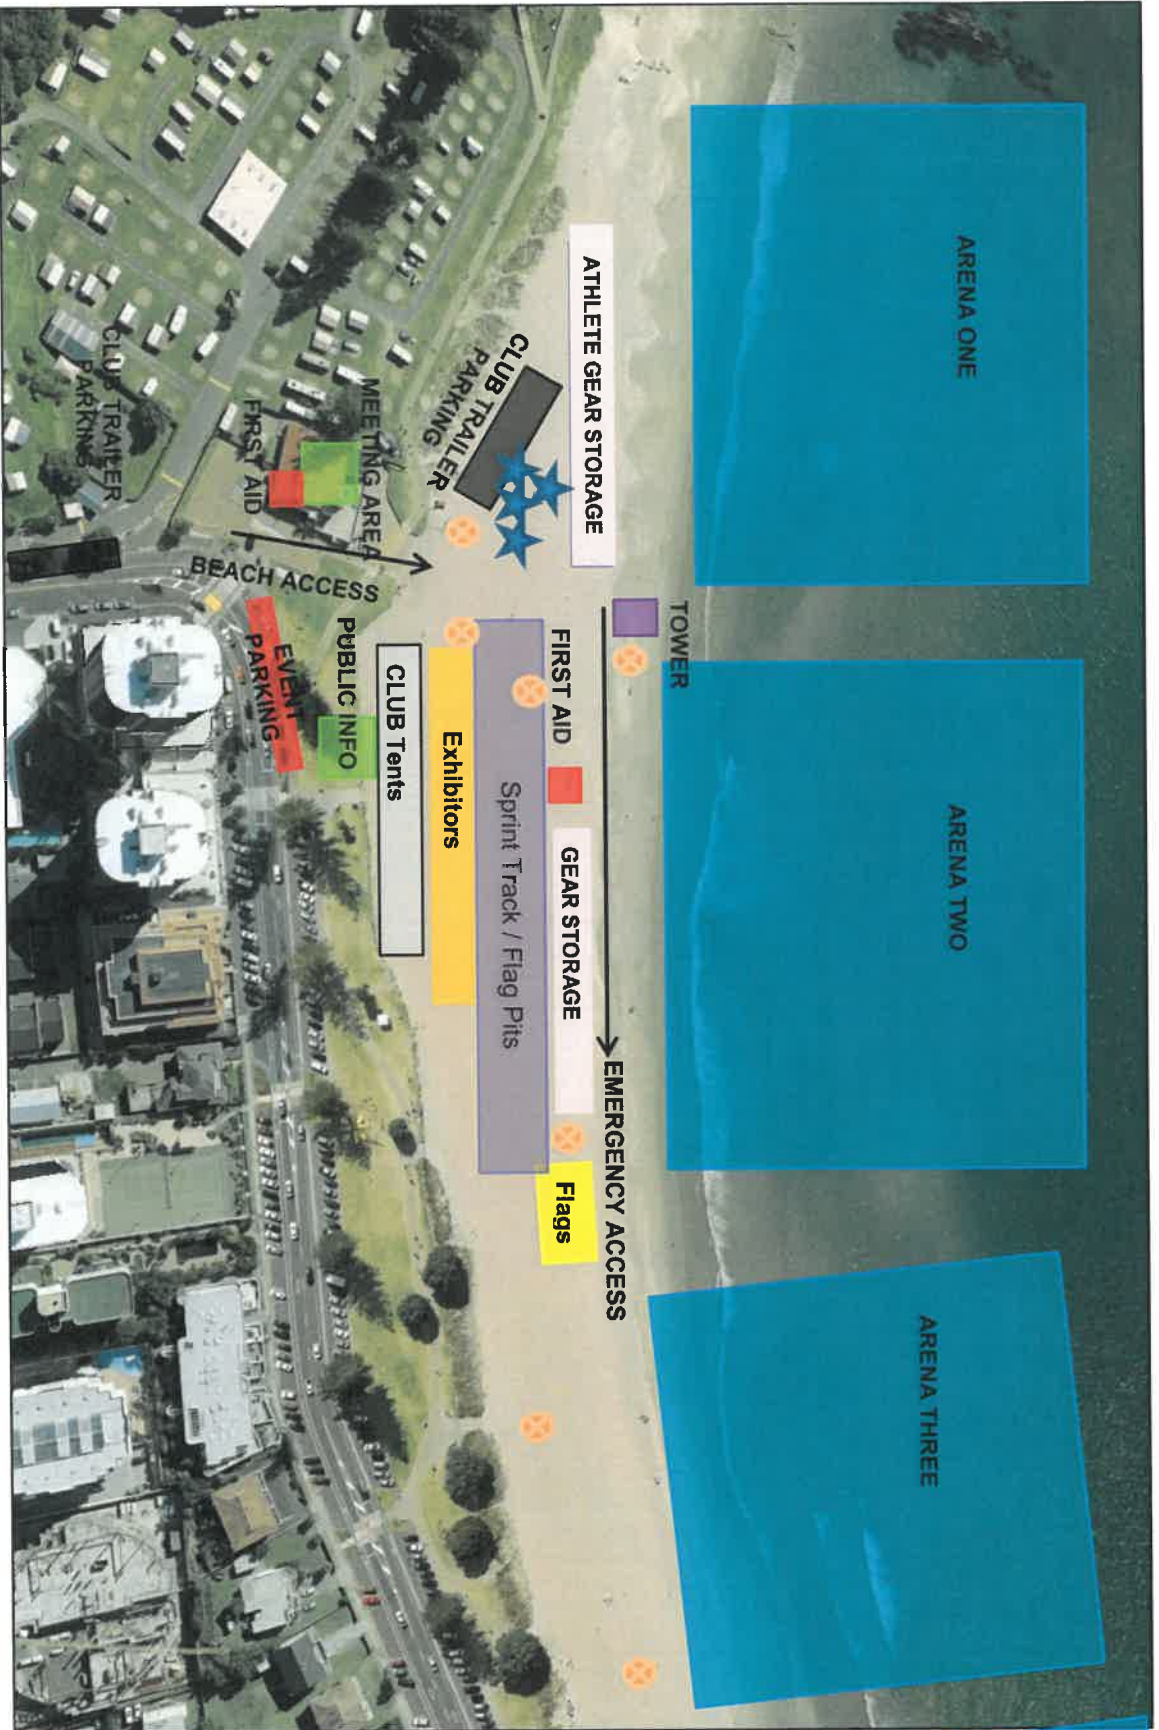 ARENA ONE
ARENA TWO
ARENA THREE
TOWER
EMERGENCY ACCESS
ATHLETE GEAR STORAGE
FIRST AID
GEAR STORAGE
Flags
Sprint Track / Flag Pits
CLUB TRAILER
PARKING
Exhibitors
CLUB Tents
MEETING AREA
PUBLIC INFO
BEACH ACCESS
FIRST AID
EVENT
PARKING
CLUB TRAILER
PARKING